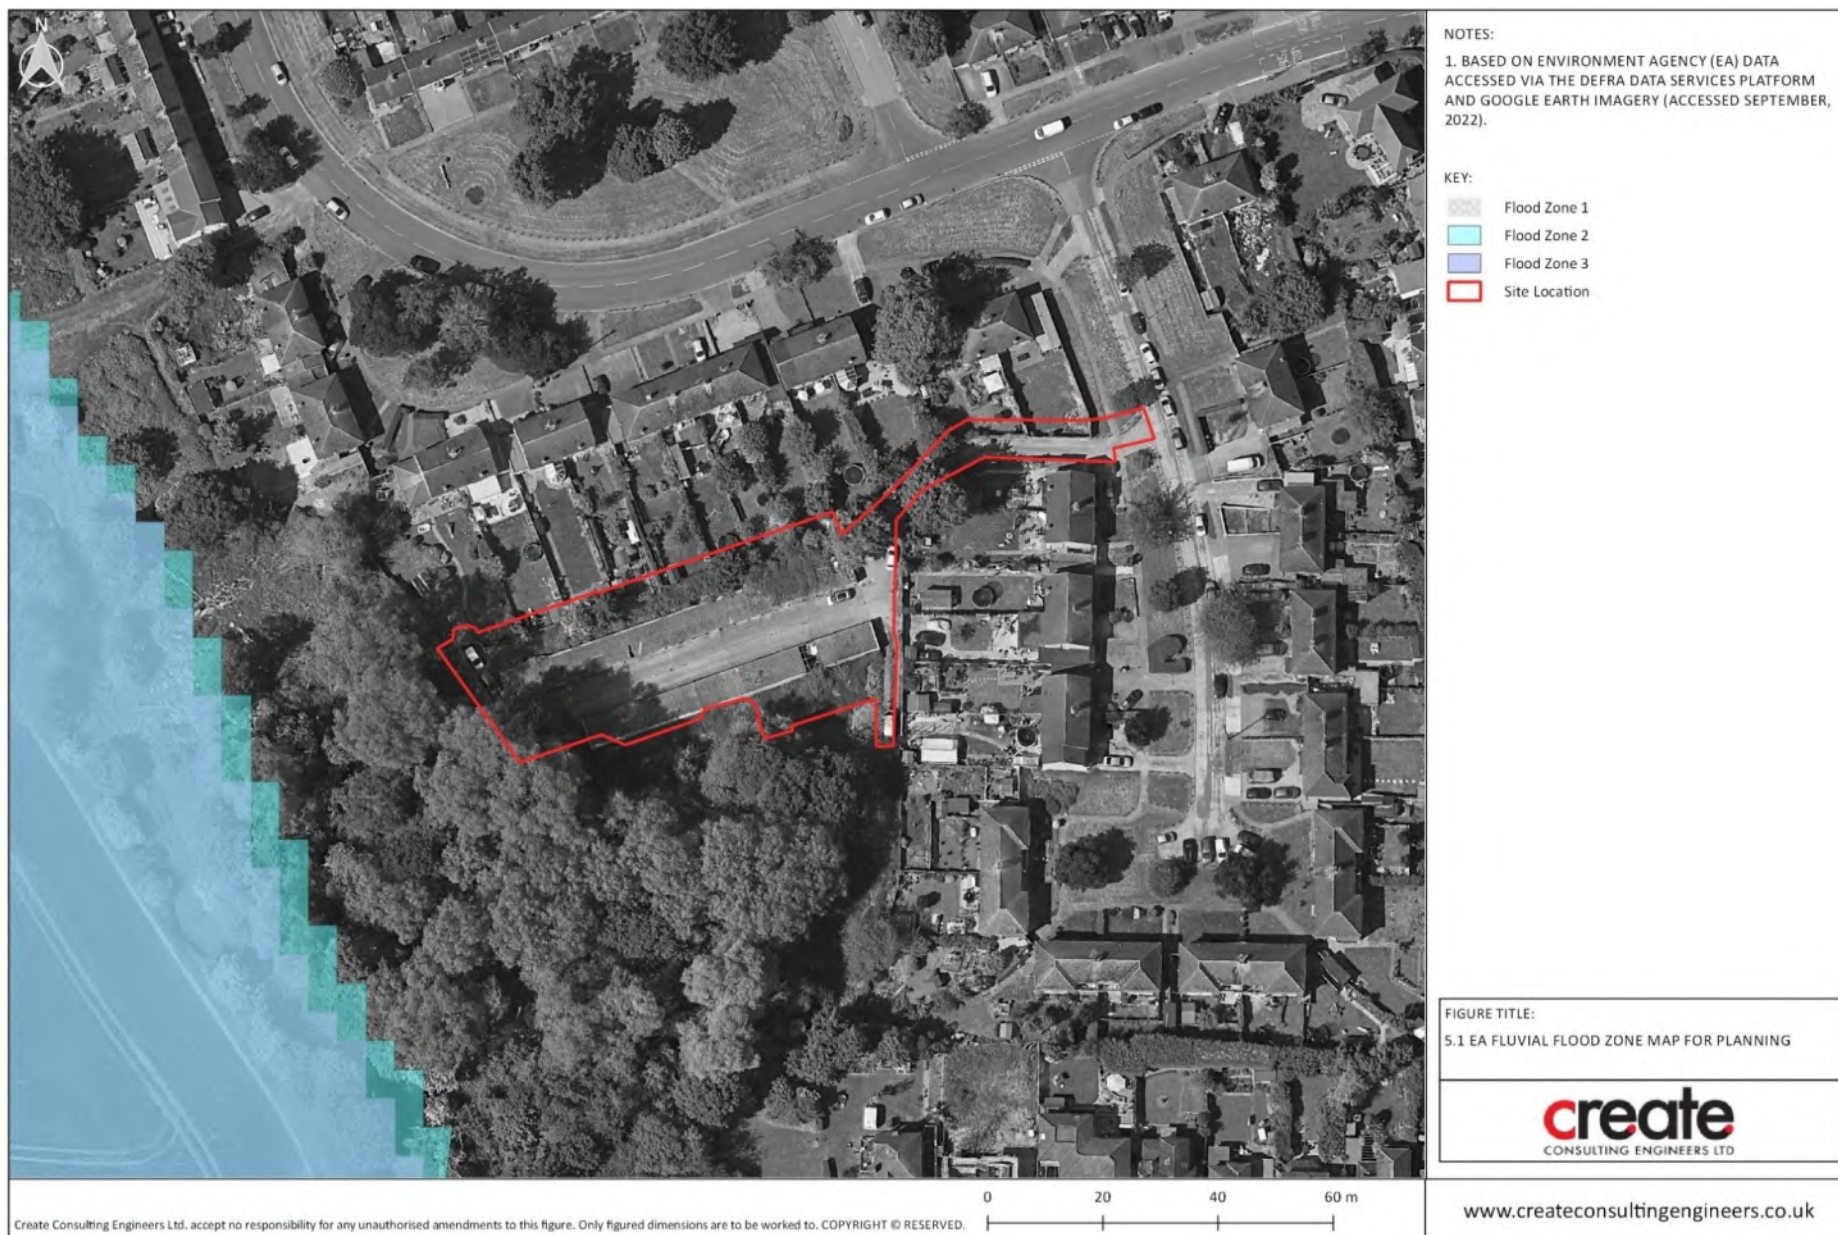 N
NOTES:
1. BASED ON ENVIRONMENT AGENCY (EA) DATA
ACCESSED VIA THE DEFRA DATA SERVICES PLATFORM
AND GOOGLE EARTH IMAGERY (ACCESSED SEPTEMBER,
2022).
KEY:
Flood Zone 1
Flood Zone 2
Flood Zone 3
Site Location
FIGURE TITLE:
5.1 EA FLUVIAL FLOOD ZONE MAP FOR PLANNING
create
CONSULTING ENGINEERS LTD
0 20 40 60 m
Create Consulting Engineers Ltd. accept no responsibility for any unauthorised amendments to this figure. Only figured dimensions are to be worked to. COPYRIGHT © RESERVED.
www.createconsultingengineers.co.uk